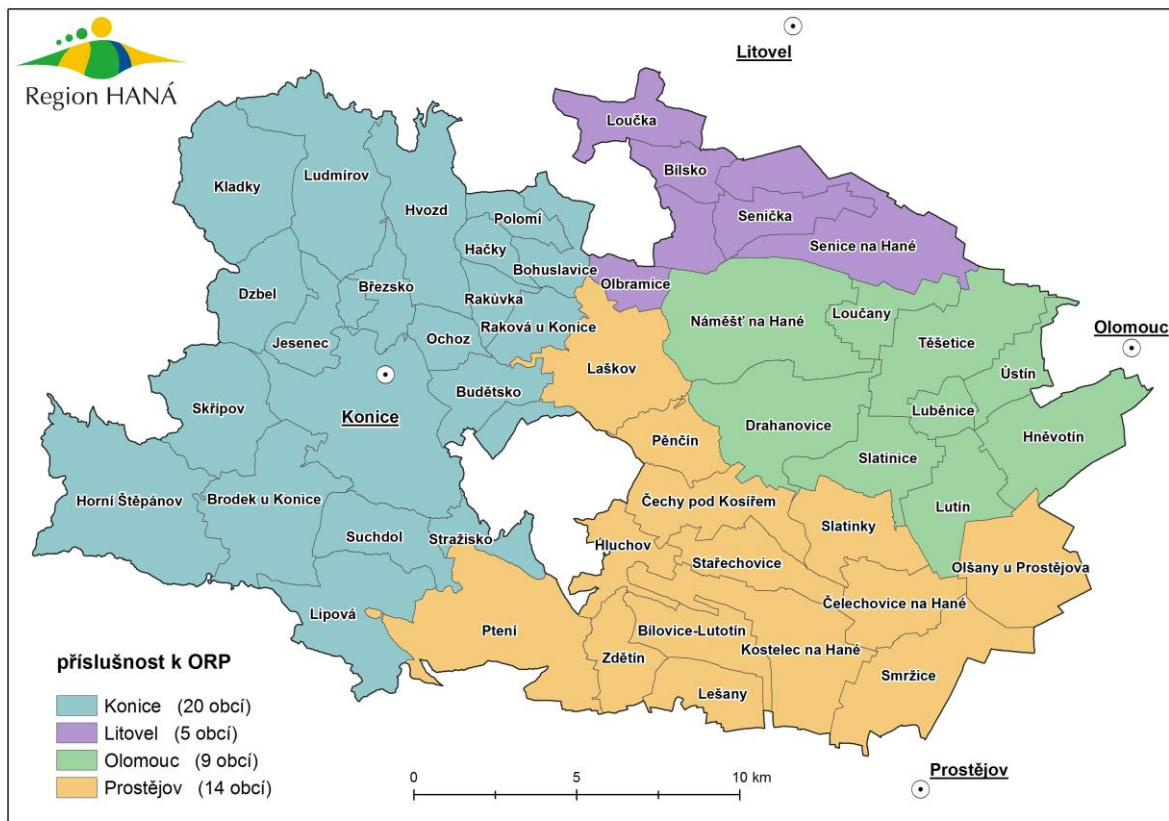 Litovel
Region HANÁ
Loučka
Bílsko
Kladky
Ludmírov
Hvozd
Polomí
Senička
Hačky
Senice na Hané
Bohuslavice
Olbramice
Dzbel
Březsko
Rakůvka
Náměšť na Hané
Loučany
Raková u Konice
Olomouc
Jesenec
Ochoz
Těšetice
Laškov
Ústín
Budětsko
Skřípov
Konice
Luběnice
Drahanovice
Hněvotín
Pěnčín
Slatinice
Horní Štěpánov
Brodek u Konice
Čechy pod Kosířem
Lutín
Slatinky
Suchdol
Stražisko
Hluchov
Stařechovice
Olšany u Prostějova
Čelechovice na Hané
Lipová
Ptení
Bílovice-Lutotín
Kostelec na Hané
Zdětín
Smržice
Lešany
příslušnost k ORP
Konice (20 obcí)
Litovel (5 obcí)
Olomouc (9 obcí)
Prostějov (14 obcí)
0 5 10 km
Prostějov